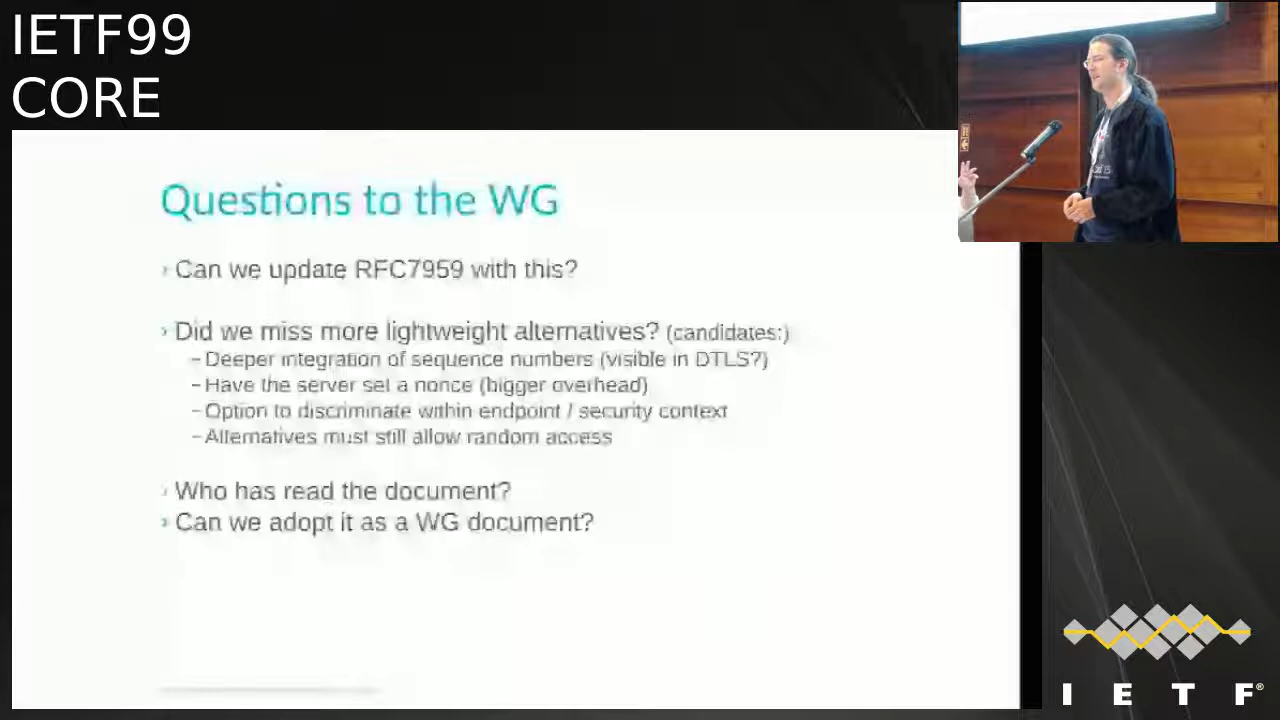 IETF99
CORE
Questions to the WG
› Can we update RFC7959 with this?
› Did we miss more lightweight alternatives? (candidates:)
– Deeper integration of sequence numbers (visible in DTLS?)
– Have the server set a nonce (bigger overhead)
– Option to discriminate within endpoint / security context
– Alternatives must still allow random access
› Who has read the document?
› Can we adopt it as a WG document?
I E T F®